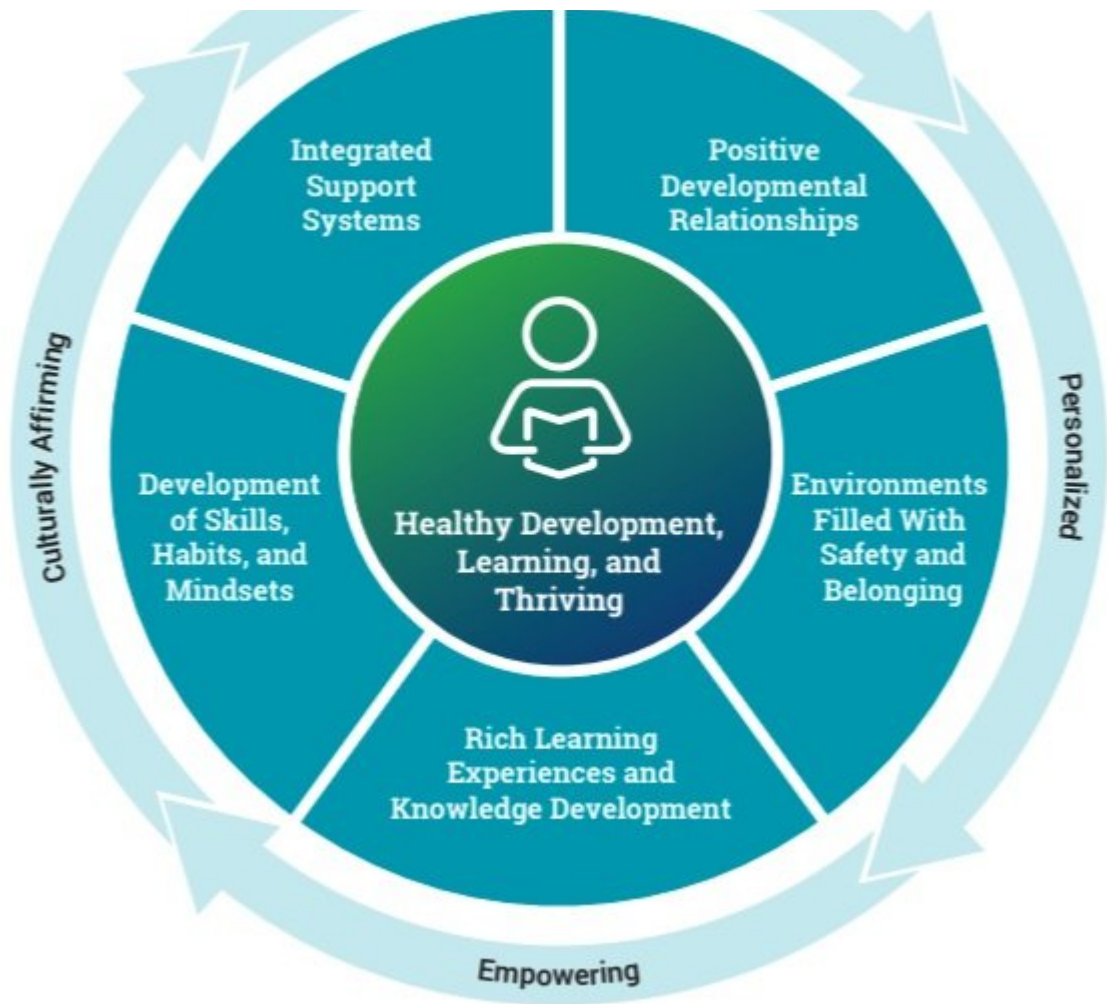 Integrated
Support
Systems
Positive
Developmental
Relationships
Culturally Affirming
Personalized
Development
of Skills,
Habits, and
Mindsets
Healthy Development,
Learning, and
Thriving
Environments
Filled With
Safety and
Belonging
Rich Learning
Experiences and
Knowledge Development
Empowering